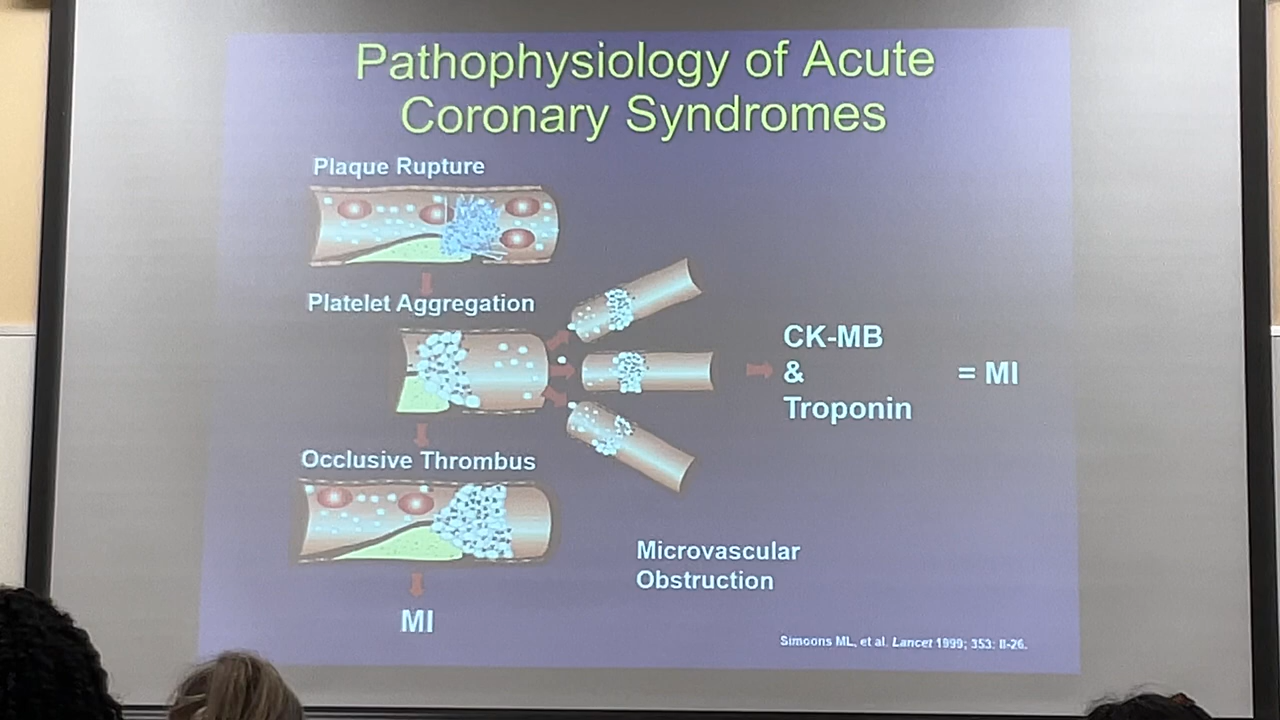 Pathophysiology of Acute
Coronary Syndromes
Plaque Rupture
Platelet Aggregation
CK-MB
&
Troponin
= MI
Occlusive Thrombus
Microvascular
Obstruction
MI
Simoons ML, et al. Lancet 1999; 353: II-26.